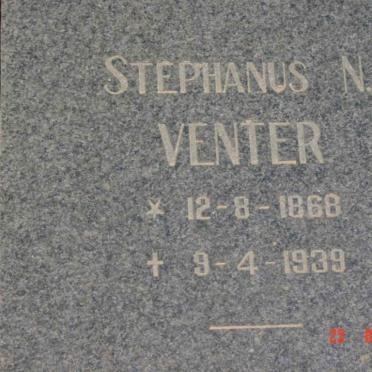 STEPHANUS N.
VENTER
* 12-8-1868
✝ 9-4-1939